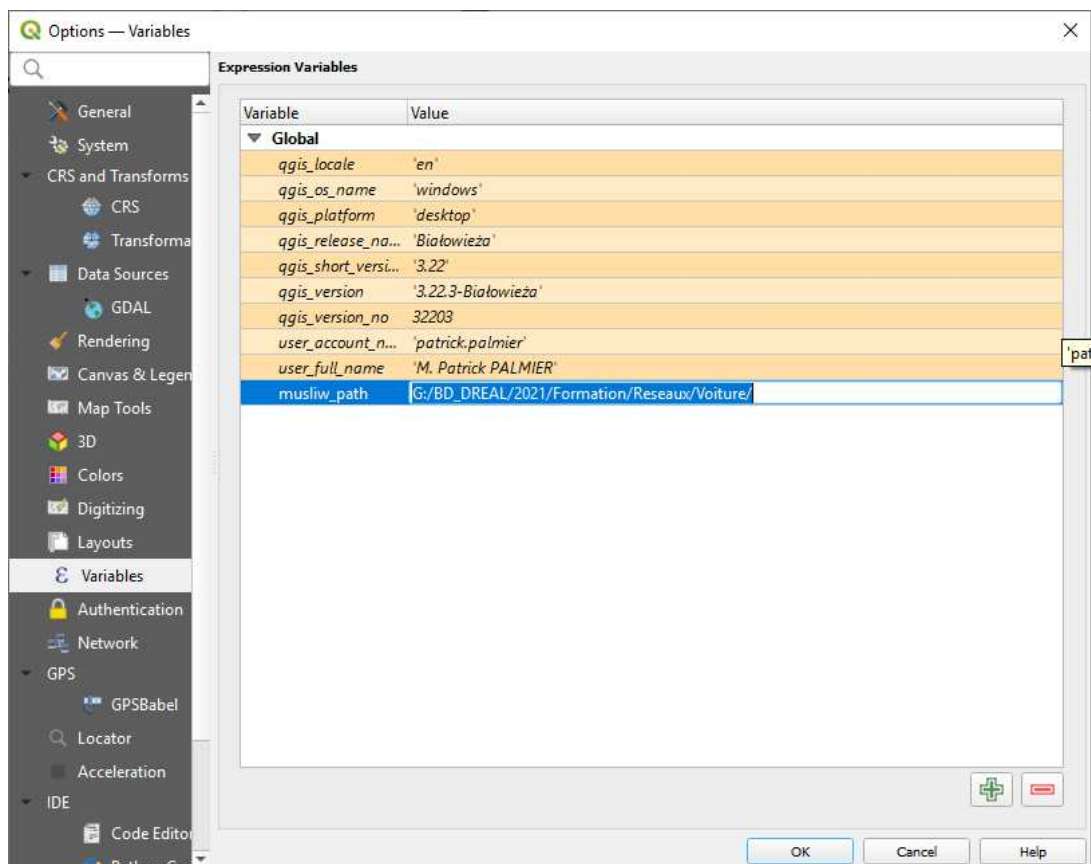 Options — Variables
Expression Variables
General
System
CRS and Transforms
CRS
Transforma
Data Sources
GDAL
Rendering
Canvas & Legen
Map Tools
3D
Colors
Digitizing
Layouts
Variables
Authentication
Network
GPS
GPSBabel
Locator
Acceleration
IDE
Code Editor
Variable Value
Global
qgis_locale 'en'
qgis_os_name 'windows'
qgis_platform 'desktop'
qgis_release_na... 'Białowieża'
qgis_short_versi... '3.22'
qgis_version '3.22.3-Białowieża'
qgis_version_no 32203
user_account_n... 'patrick.palmier'
user_full_name 'M. Patrick PALMIER'
musliw_path G:/BD_DREAL/2021/Formation/Reseaux/Voiture/
'pat
OK Cancel Help